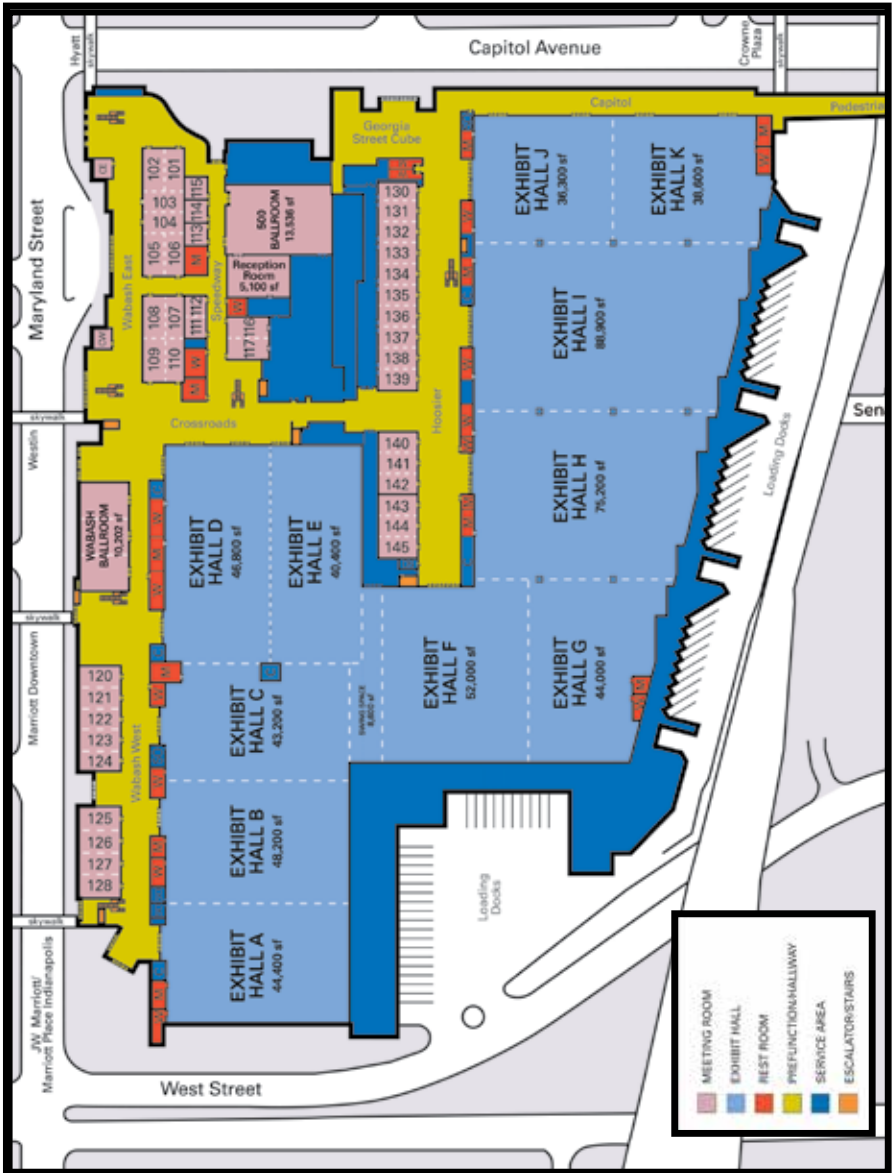 Capitol Avenue
Hyatt
skywalk
Crowne
Plaza
skywalk
Capitol
Pedestria
Georgia
Street Cube
Maryland Street
CE
102
101
103
104
105
106
115
114
113
M
500
BALLROOM
13,536 sf
Reception
Room
5,100 sf
W
116
117
Wabash East
Speedway
CW
108
107
109
110
112
111
W
M
130
131
132
133
134
135
136
137
138
139
Hoosier
M
W
M
W
W
M
EXHIBIT
HALL J
36,300 sf
EXHIBIT
HALL K
38,600 sf
M
W
EXHIBIT
HALL I
88,900 sf
EXHIBIT
HALL H
75,200 sf
Loading Docks
Sen
skywalk
Westin
Crossroads
WABASH
BALLROOM
10,202 sf
W
M
W
EXHIBIT
HALL D
46,800 sf
EXHIBIT
HALL E
40,400 sf
140
141
142
143
144
145
skywalk
Marriott Downtown
120
121
122
123
124
Wabash West
M
W
EXHIBIT
HALL C
43,200 sf
SWING SPACE
EXHIBIT
HALL F
52,000 sf
EXHIBIT
HALL G
44,000 sf
M
W
125
126
127
128
W
M
W
EXHIBIT
HALL B
48,200 sf
EXHIBIT
HALL A
44,400 sf
M
W
skywalk
JW Marriott/
Marriott Place Indianapolis
Loading
Docks
West Street
MEETING ROOM
EXHIBIT HALL
REST ROOM
PREFUNCTION/HALLWAY
SERVICE AREA
ESCALATOR/STAIRS